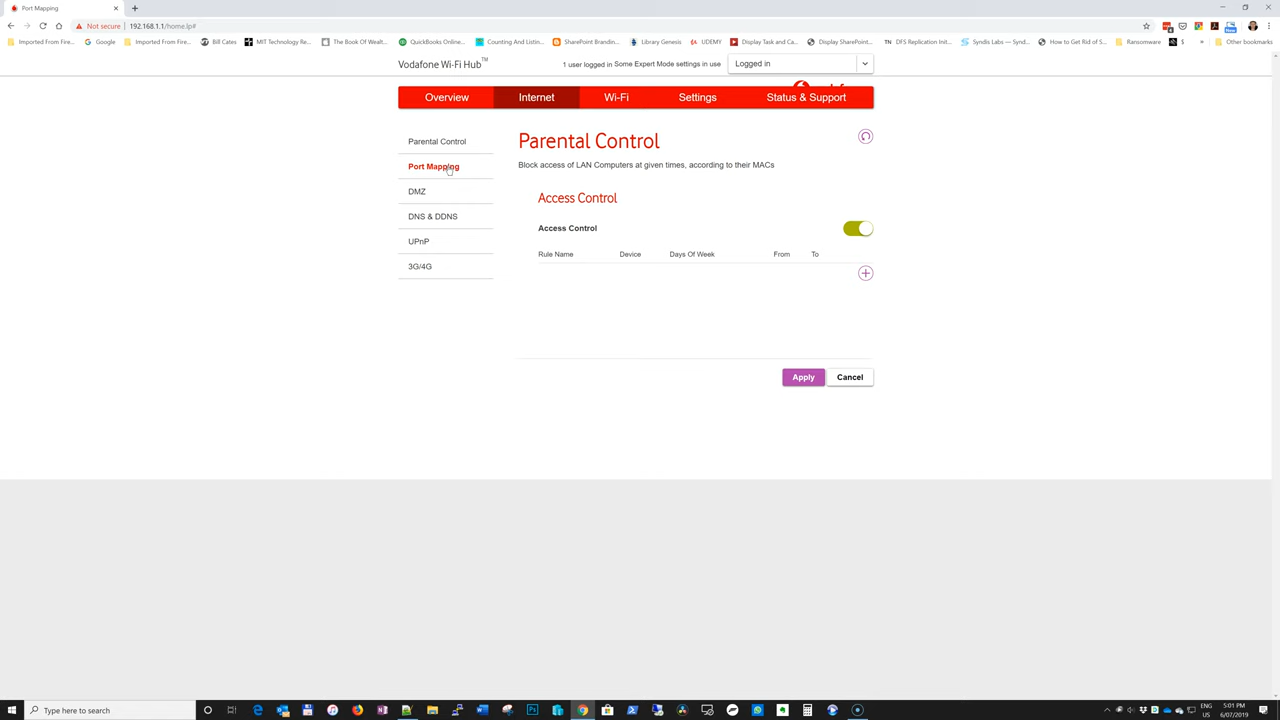 Port Mapping
Not secure | 192.168.1.1/home.lp#
Imported From Fire... Google Imported From Fire... Bill Cates MIT Technology Re... The Book Of Wealt... QuickBooks Online... Counting And Listin... SharePoint Brandin... Library Genesis UDEMY Display Task and Ca... Display SharePoint... TN DFS Replication Init... Syndis Labs — Synd... How to Get Rid of S... Ransomware $ » Other bookmarks
Vodafone Wi-Fi Hub™ 1 user logged in Some Expert Mode settings in use Logged in
Overview Internet Wi-Fi Settings Status & Support
Parental Control
Port Mapping
DMZ
DNS & DDNS
UPnP
3G/4G
Parental Control
Block access of LAN Computers at given times, according to their MACs
Access Control
Access Control
Rule Name Device Days Of Week From To
Apply Cancel
Type here to search
ENG
US
5:01 PM
6/07/2019